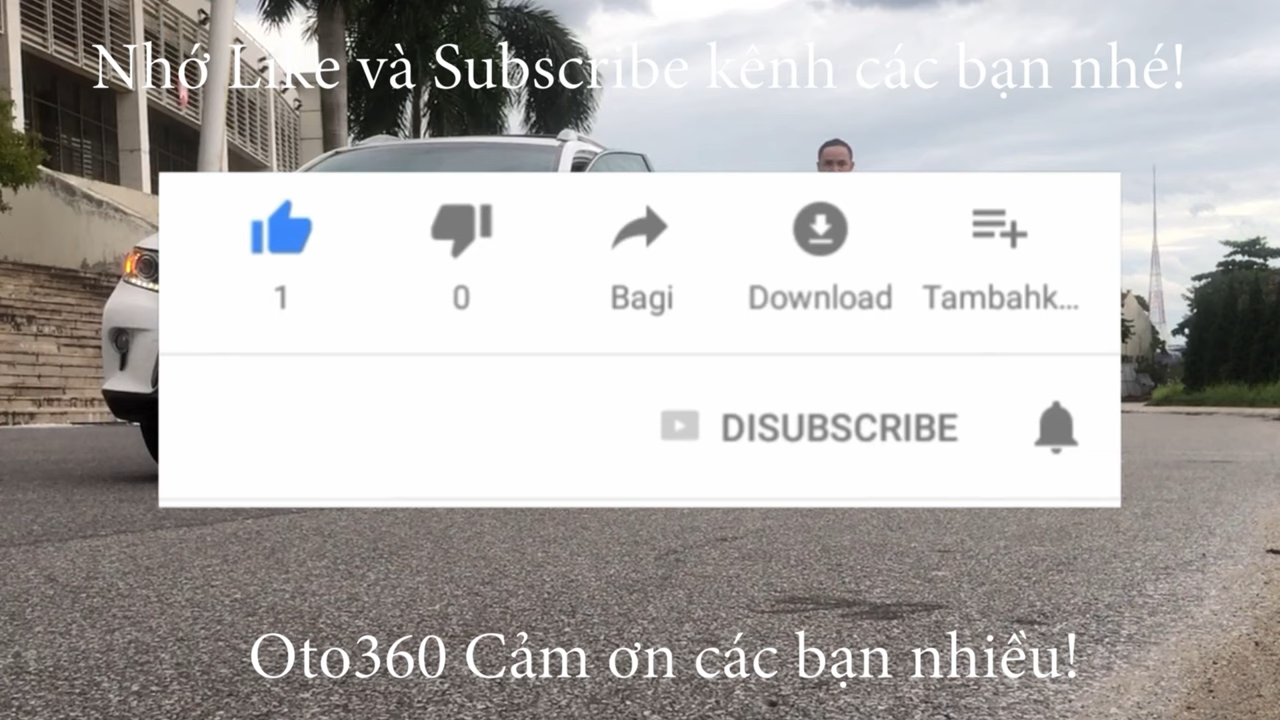 Nhớ Like và Subscribe kênh các bạn nhé!
1 0 Bagi Download Tambahk...
DISUBSCRIBE
Oto360 Cảm ơn các bạn nhiều!